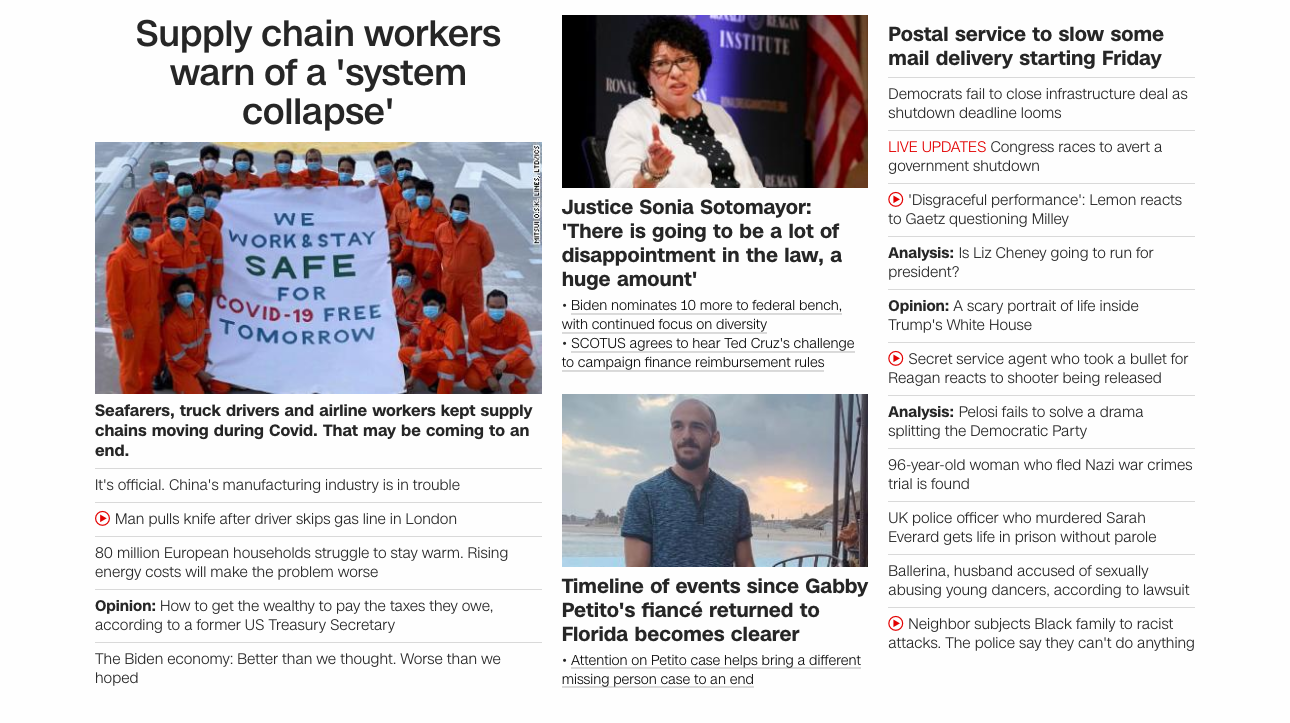 Supply chain workers
warn of a 'system
collapse'
MITSUI O.S.K. LINES, LTD/ICS
WE
WORK & STAY
SAFE
FOR
COVID-19 FREE
TOMORROW
Seafarers, truck drivers and airline workers kept supply
chains moving during Covid. That may be coming to an
end.
It's official. China's manufacturing industry is in trouble
Man pulls knife after driver skips gas line in London
80 million European households struggle to stay warm. Rising
energy costs will make the problem worse
Opinion: How to get the wealthy to pay the taxes they owe,
according to a former US Treasury Secretary
The Biden economy: Better than we thought. Worse than we
hoped
INSTITUTE
REAGAN
Justice Sonia Sotomayor:
'There is going to be a lot of
disappointment in the law, a
huge amount'
• Biden nominates 10 more to federal bench,
with continued focus on diversity
• SCOTUS agrees to hear Ted Cruz's challenge
to campaign finance reimbursement rules
Timeline of events since Gabby
Petito's fiancé returned to
Florida becomes clearer
• Attention on Petito case helps bring a different
missing person case to an end
Postal service to slow some
mail delivery starting Friday
Democrats fail to close infrastructure deal as
shutdown deadline looms
LIVE UPDATES Congress races to avert a
government shutdown
'Disgraceful performance': Lemon reacts
to Gaetz questioning Milley
Analysis: Is Liz Cheney going to run for
president?
Opinion: A scary portrait of life inside
Trump's White House
Secret service agent who took a bullet for
Reagan reacts to shooter being released
Analysis: Pelosi fails to solve a drama
splitting the Democratic Party
96-year-old woman who fled Nazi war crimes
trial is found
UK police officer who murdered Sarah
Everard gets life in prison without parole
Ballerina, husband accused of sexually
abusing young dancers, according to lawsuit
Neighbor subjects Black family to racist
attacks. The police say they can't do anything